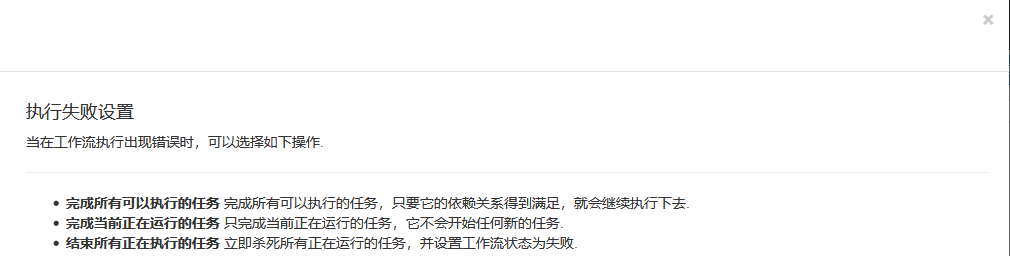 执行失败设置
当在工作流执行出现错误时，可以选择如下操作.
完成所有可以执行的任务 完成所有可以执行的任务，只要它的依赖关系得到满足，就会继续执行下去.
完成当前正在运行的任务 只完成当前正在运行的任务，它不会开始任何新的任务.
结束所有正在执行的任务 立即杀死所有正在运行的任务，并设置工作流状态为失败.